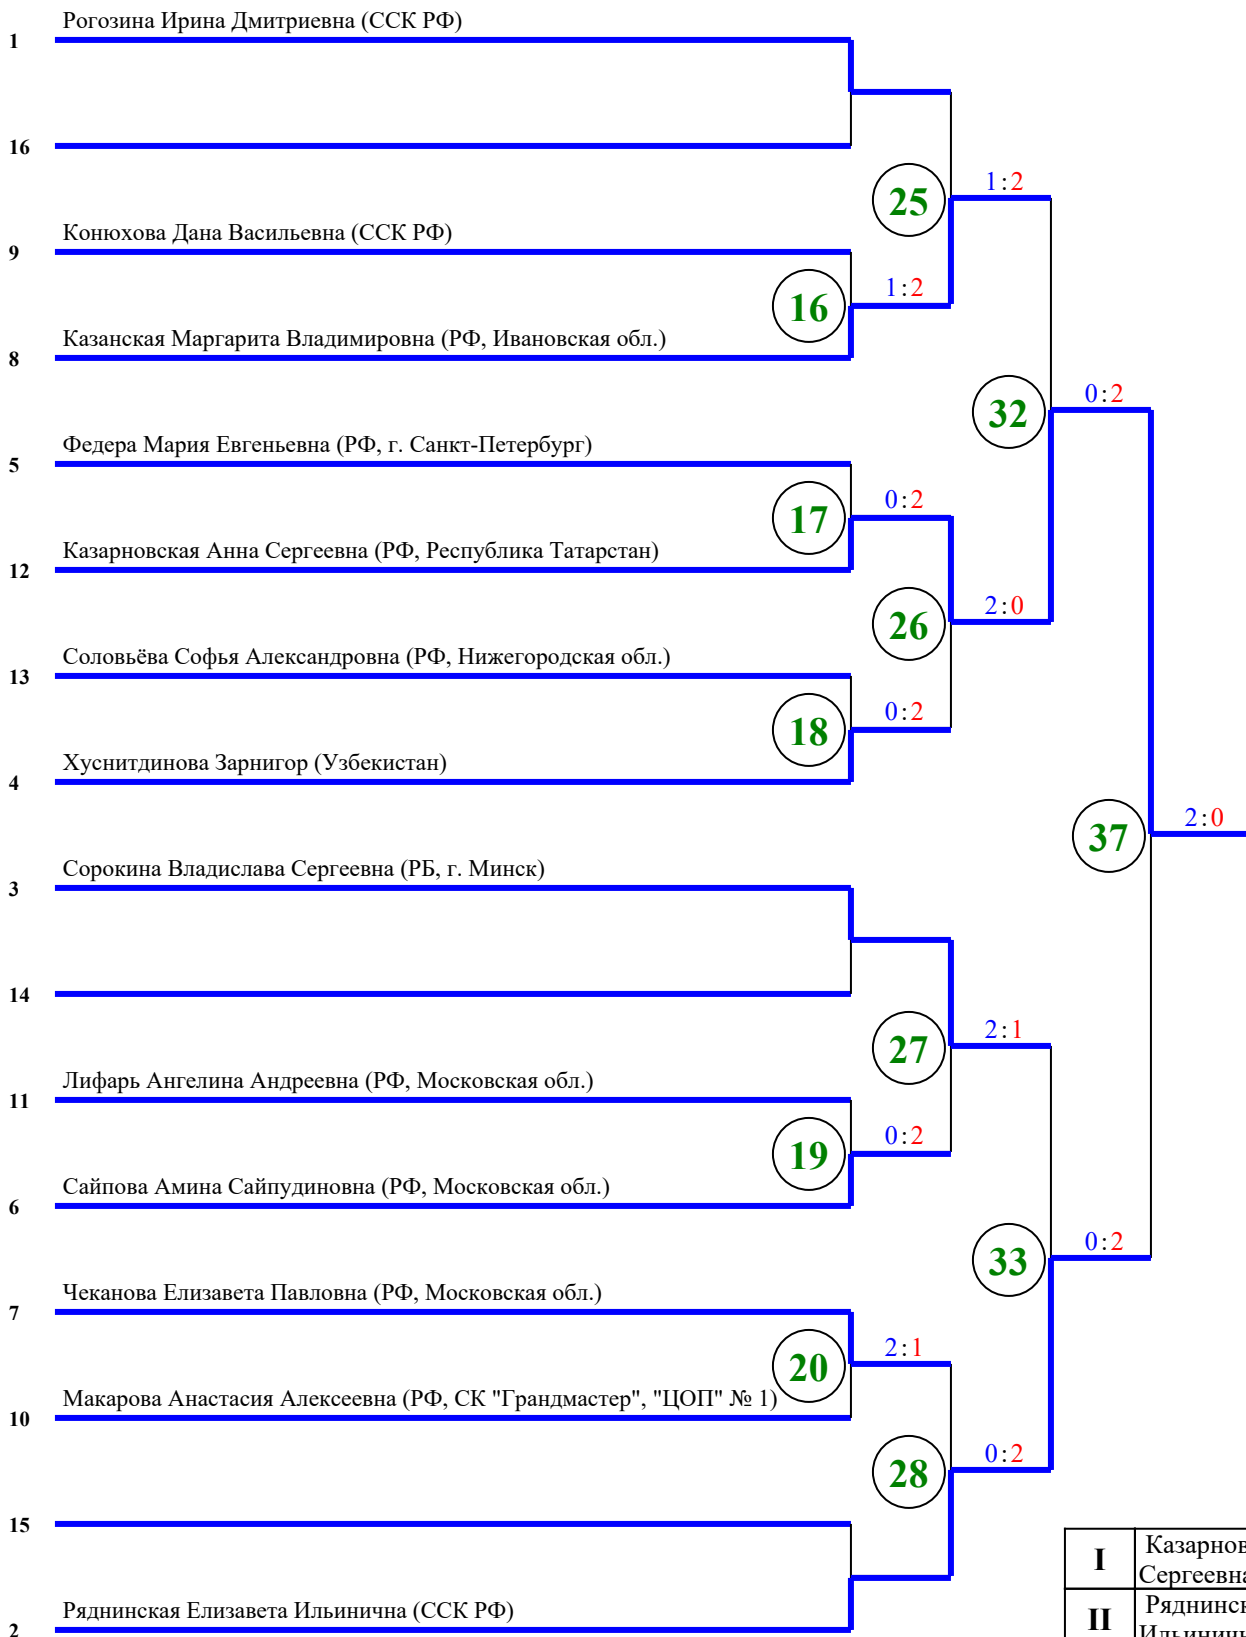 Рогозина Ирина Дмитриевна (ССК РФ)
1
16
25
1:2
Конюхова Дана Васильевна (ССК РФ)
9
16
1:2
Казанская Маргарита Владимировна (РФ, Ивановская обл.)
8
32
0:2
Федера Мария Евгеньевна (РФ, г. Санкт-Петербург)
5
17
0:2
Казарновская Анна Сергеевна (РФ, Республика Татарстан)
12
26
2:0
Соловьёва Софья Александровна (РФ, Нижегородская обл.)
13
18
0:2
Хуснитдинова Зарнигор (Узбекистан)
4
37
2:0
Сорокина Владислава Сергеевна (РБ, г. Минск)
3
14
27
2:1
Лифарь Ангелина Андреевна (РФ, Московская обл.)
11
19
0:2
Сайпова Амина Сайпудиновна (РФ, Московская обл.)
6
33
0:2
Чеканова Елизавета Павловна (РФ, Московская обл.)
7
20
2:1
Макарова Анастасия Алексеевна (РФ, СК "Грандмастер", "ЦОП" № 1)
10
28
0:2
15
Ряднинская Елизавета Ильинична (ССК РФ)
2
I
Казарнов
Сергеевна
II
Ряднинск